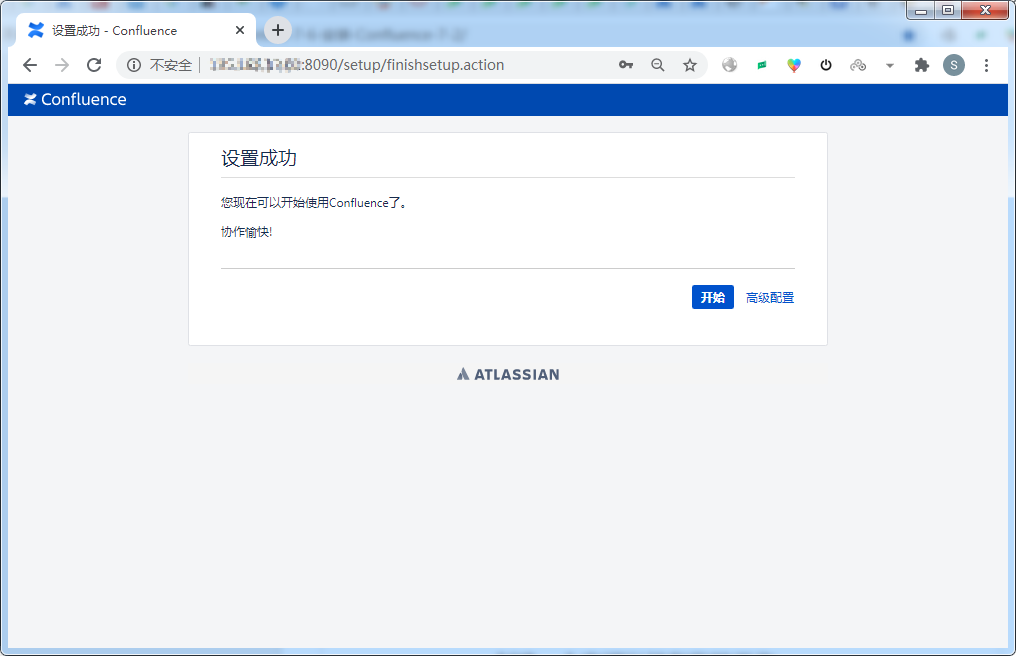 设置成功 - Confluence
不安全
:8090/setup/finishsetup.action
S
Confluence
设置成功
您现在可以开始使用Confluence了。
协作愉快!
开始
高级配置
ATLASSIAN